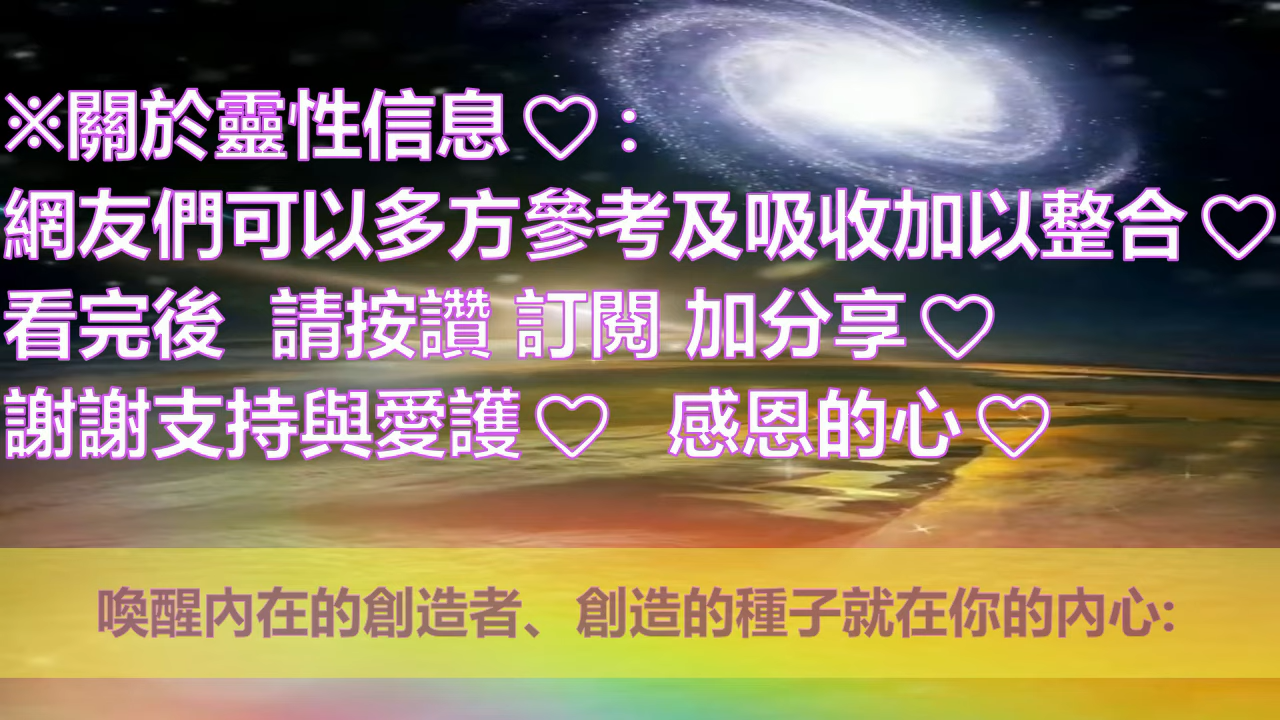 ※關於靈性信息♡:
網友們可以多方參考及吸收加以整合♡
看完後 請按讚 訂閱 加分享♡
謝謝支持與愛護♡ 感恩的心♡
喚醒內在的創造者、創造的種子就在你的內心: